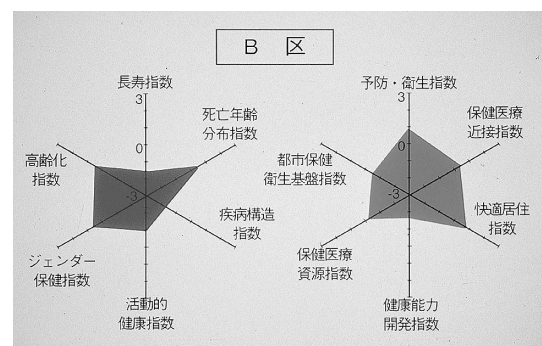 B 区
長寿指数
3
死亡年齢
分布指数
0
高齢化
指数
-3
疾病構造
指数
ジェンダー
保健指数
活動的
健康指数
予防・衛生指数
3
保健医療
近接指数
0
都市保健
衛生基盤指数
-3
快適居住
指数
保健医療
資源指数
健康能力
開発指数